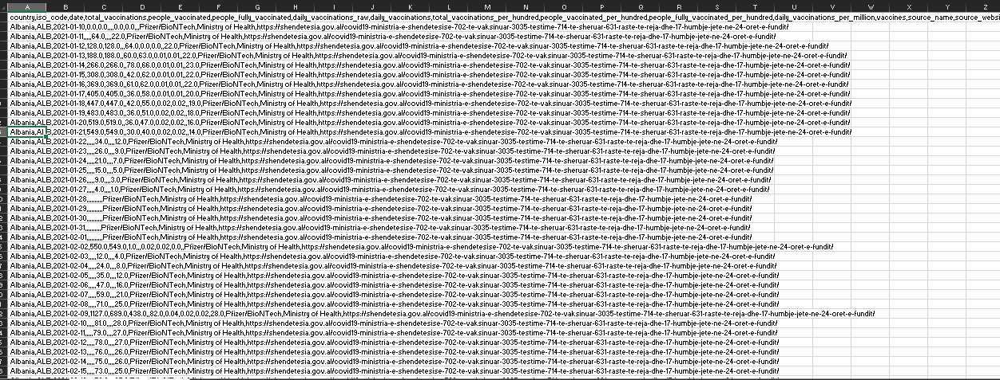 A B C D E F G H I J K L M N O P Q R S T U V W X Y Z
country,iso_code,date,total_vaccinations,people_vaccinated,people_fully_vaccinated,daily_vaccinations_raw,daily_vaccinations,total_vaccinations_per_hundred,people_vaccinated_per_hundred,people_fully_vaccinated_per_hundred,daily_vaccinations_per_million,vaccines,source_name,source_websi
Albania,ALB,2021-01-10,0.0,0.0,,,,0.0,0.0,,,Pfizer/BioNTech,Ministry of Health,https://shendetesia.gov.al/covid19-ministria-e-shendetesise-702-te-vaksinuar-3035-testime-714-te-sheruar-631-raste-te-reja-dhe-17-humbje-jete-ne-24-oret-e-fundit/
Albania,ALB,2021-01-11,,,,,64.0,,,,22.0,Pfizer/BioNTech,Ministry of Health,https://shendetesia.gov.al/covid19-ministria-e-shendetesise-702-te-vaksinuar-3035-testime-714-te-sheruar-631-raste-te-reja-dhe-17-humbje-jete-ne-24-oret-e-fundit/
Albania,ALB,2021-01-12,128.0,128.0,,,64.0,0.0,0.0,,22.0,Pfizer/BioNTech,Ministry of Health,https://shendetesia.gov.al/covid19-ministria-e-shendetesise-702-te-vaksinuar-3035-testime-714-te-sheruar-631-raste-te-reja-dhe-17-humbje-jete-ne-24-oret-e-fundit/
Albania,ALB,2021-01-13,188.0,188.0,,60.0,63.0,0.01,0.01,,22.0,Pfizer/BioNTech,Ministry of Health,https://shendetesia.gov.al/covid19-ministria-e-shendetesise-702-te-vaksinuar-3035-testime-714-te-sheruar-631-raste-te-reja-dhe-17-humbje-jete-ne-24-oret-e-fundit/
Albania,ALB,2021-01-14,266.0,266.0,,78.0,66.0,0.01,0.01,,23.0,Pfizer/BioNTech,Ministry of Health,https://shendetesia.gov.al/covid19-ministria-e-shendetesise-702-te-vaksinuar-3035-testime-714-te-sheruar-631-raste-te-reja-dhe-17-humbje-jete-ne-24-oret-e-fundit/
Albania,ALB,2021-01-15,308.0,308.0,,42.0,62.0,0.01,0.01,,22.0,Pfizer/BioNTech,Ministry of Health,https://shendetesia.gov.al/covid19-ministria-e-shendetesise-702-te-vaksinuar-3035-testime-714-te-sheruar-631-raste-te-reja-dhe-17-humbje-jete-ne-24-oret-e-fundit/
Albania,ALB,2021-01-16,369.0,369.0,,61.0,62.0,0.01,0.01,,22.0,Pfizer/BioNTech,Ministry of Health,https://shendetesia.gov.al/covid19-ministria-e-shendetesise-702-te-vaksinuar-3035-testime-714-te-sheruar-631-raste-te-reja-dhe-17-humbje-jete-ne-24-oret-e-fundit/
Albania,ALB,2021-01-17,405.0,405.0,,36.0,58.0,0.01,0.01,,20.0,Pfizer/BioNTech,Ministry of Health,https://shendetesia.gov.al/covid19-ministria-e-shendetesise-702-te-vaksinuar-3035-testime-714-te-sheruar-631-raste-te-reja-dhe-17-humbje-jete-ne-24-oret-e-fundit/
Albania,ALB,2021-01-18,447.0,447.0,,42.0,55.0,0.02,0.02,,19.0,Pfizer/BioNTech,Ministry of Health,https://shendetesia.gov.al/covid19-ministria-e-shendetesise-702-te-vaksinuar-3035-testime-714-te-sheruar-631-raste-te-reja-dhe-17-humbje-jete-ne-24-oret-e-fundit/
Albania,ALB,2021-01-19,483.0,483.0,,36.0,51.0,0.02,0.02,,18.0,Pfizer/BioNTech,Ministry of Health,https://shendetesia.gov.al/covid19-ministria-e-shendetesise-702-te-vaksinuar-3035-testime-714-te-sheruar-631-raste-te-reja-dhe-17-humbje-jete-ne-24-oret-e-fundit/
Albania,ALB,2021-01-20,519.0,519.0,,36.0,47.0,0.02,0.02,,16.0,Pfizer/BioNTech,Ministry of Health,https://shendetesia.gov.al/covid19-ministria-e-shendetesise-702-te-vaksinuar-3035-testime-714-te-sheruar-631-raste-te-reja-dhe-17-humbje-jete-ne-24-oret-e-fundit/
Albania,ALB,2021-01-21,549.0,549.0,,30.0,40.0,0.02,0.02,,14.0,Pfizer/BioNTech,Ministry of Health,https://shendetesia.gov.al/covid19-ministria-e-shendetesise-702-te-vaksinuar-3035-testime-714-te-sheruar-631-raste-te-reja-dhe-17-humbje-jete-ne-24-oret-e-fundit/
Albania,ALB,2021-01-22,,,,,34.0,,,,12.0,Pfizer/BioNTech,Ministry of Health,https://shendetesia.gov.al/covid19-ministria-e-shendetesise-702-te-vaksinuar-3035-testime-714-te-sheruar-631-raste-te-reja-dhe-17-humbje-jete-ne-24-oret-e-fundit/
Albania,ALB,2021-01-23,,,,,26.0,,,,9.0,Pfizer/BioNTech,Ministry of Health,https://shendetesia.gov.al/covid19-ministria-e-shendetesise-702-te-vaksinuar-3035-testime-714-te-sheruar-631-raste-te-reja-dhe-17-humbje-jete-ne-24-oret-e-fundit/
Albania,ALB,2021-01-24,,,,,21.0,,,,7.0,Pfizer/BioNTech,Ministry of Health,https://shendetesia.gov.al/covid19-ministria-e-shendetesise-702-te-vaksinuar-3035-testime-714-te-sheruar-631-raste-te-reja-dhe-17-humbje-jete-ne-24-oret-e-fundit/
Albania,ALB,2021-01-25,,,,,15.0,,,,5.0,Pfizer/BioNTech,Ministry of Health,https://shendetesia.gov.al/covid19-ministria-e-shendetesise-702-te-vaksinuar-3035-testime-714-te-sheruar-631-raste-te-reja-dhe-17-humbje-jete-ne-24-oret-e-fundit/
Albania,ALB,2021-01-26,,,,,9.0,,,,3.0,Pfizer/BioNTech,Ministry of Health,https://shendetesia.gov.al/covid19-ministria-e-shendetesise-702-te-vaksinuar-3035-testime-714-te-sheruar-631-raste-te-reja-dhe-17-humbje-jete-ne-24-oret-e-fundit/
Albania,ALB,2021-01-27,,,,,4.0,,,,1.0,Pfizer/BioNTech,Ministry of Health,https://shendetesia.gov.al/covid19-ministria-e-shendetesise-702-te-vaksinuar-3035-testime-714-te-sheruar-631-raste-te-reja-dhe-17-humbje-jete-ne-24-oret-e-fundit/
Albania,ALB,2021-01-28,,,,,,,,,,Pfizer/BioNTech,Ministry of Health,https://shendetesia.gov.al/covid19-ministria-e-shendetesise-702-te-vaksinuar-3035-testime-714-te-sheruar-631-raste-te-reja-dhe-17-humbje-jete-ne-24-oret-e-fundit/
Albania,ALB,2021-01-29,,,,,,,,,,Pfizer/BioNTech,Ministry of Health,https://shendetesia.gov.al/covid19-ministria-e-shendetesise-702-te-vaksinuar-3035-testime-714-te-sheruar-631-raste-te-reja-dhe-17-humbje-jete-ne-24-oret-e-fundit/
Albania,ALB,2021-01-30,,,,,,,,,,Pfizer/BioNTech,Ministry of Health,https://shendetesia.gov.al/covid19-ministria-e-shendetesise-702-te-vaksinuar-3035-testime-714-te-sheruar-631-raste-te-reja-dhe-17-humbje-jete-ne-24-oret-e-fundit/
Albania,ALB,2021-01-31,,,,,,,,,,Pfizer/BioNTech,Ministry of Health,https://shendetesia.gov.al/covid19-ministria-e-shendetesise-702-te-vaksinuar-3035-testime-714-te-sheruar-631-raste-te-reja-dhe-17-humbje-jete-ne-24-oret-e-fundit/
Albania,ALB,2021-02-01,,,,,,,,,,Pfizer/BioNTech,Ministry of Health,https://shendetesia.gov.al/covid19-ministria-e-shendetesise-702-te-vaksinuar-3035-testime-714-te-sheruar-631-raste-te-reja-dhe-17-humbje-jete-ne-24-oret-e-fundit/
Albania,ALB,2021-02-02,550.0,549.0,1.0,,,0.02,0.02,0.0,,Pfizer/BioNTech,Ministry of Health,https://shendetesia.gov.al/covid19-ministria-e-shendetesise-702-te-vaksinuar-3035-testime-714-te-sheruar-631-raste-te-reja-dhe-17-humbje-jete-ne-24-oret-e-fundit/
Albania,ALB,2021-02-03,,,,,12.0,,,,4.0,Pfizer/BioNTech,Ministry of Health,https://shendetesia.gov.al/covid19-ministria-e-shendetesise-702-te-vaksinuar-3035-testime-714-te-sheruar-631-raste-te-reja-dhe-17-humbje-jete-ne-24-oret-e-fundit/
Albania,ALB,2021-02-04,,,,,24.0,,,,8.0,Pfizer/BioNTech,Ministry of Health,https://shendetesia.gov.al/covid19-ministria-e-shendetesise-702-te-vaksinuar-3035-testime-714-te-sheruar-631-raste-te-reja-dhe-17-humbje-jete-ne-24-oret-e-fundit/
Albania,ALB,2021-02-05,,,,,35.0,,,,12.0,Pfizer/BioNTech,Ministry of Health,https://shendetesia.gov.al/covid19-ministria-e-shendetesise-702-te-vaksinuar-3035-testime-714-te-sheruar-631-raste-te-reja-dhe-17-humbje-jete-ne-24-oret-e-fundit/
Albania,ALB,2021-02-06,,,,,47.0,,,,16.0,Pfizer/BioNTech,Ministry of Health,https://shendetesia.gov.al/covid19-ministria-e-shendetesise-702-te-vaksinuar-3035-testime-714-te-sheruar-631-raste-te-reja-dhe-17-humbje-jete-ne-24-oret-e-fundit/
Albania,ALB,2021-02-07,,,,,59.0,,,,21.0,Pfizer/BioNTech,Ministry of Health,https://shendetesia.gov.al/covid19-ministria-e-shendetesise-702-te-vaksinuar-3035-testime-714-te-sheruar-631-raste-te-reja-dhe-17-humbje-jete-ne-24-oret-e-fundit/
Albania,ALB,2021-02-08,,,,,71.0,,,,25.0,Pfizer/BioNTech,Ministry of Health,https://shendetesia.gov.al/covid19-ministria-e-shendetesise-702-te-vaksinuar-3035-testime-714-te-sheruar-631-raste-te-reja-dhe-17-humbje-jete-ne-24-oret-e-fundit/
Albania,ALB,2021-02-09,1127.0,689.0,438.0,,82.0,0.04,0.02,0.02,28.0,Pfizer/BioNTech,Ministry of Health,https://shendetesia.gov.al/covid19-ministria-e-shendetesise-702-te-vaksinuar-3035-testime-714-te-sheruar-631-raste-te-reja-dhe-17-humbje-jete-ne-24-oret-e-fundit/
Albania,ALB,2021-02-10,,,,,81.0,,,,28.0,Pfizer/BioNTech,Ministry of Health,https://shendetesia.gov.al/covid19-ministria-e-shendetesise-702-te-vaksinuar-3035-testime-714-te-sheruar-631-raste-te-reja-dhe-17-humbje-jete-ne-24-oret-e-fundit/
Albania,ALB,2021-02-11,,,,,79.0,,,,27.0,Pfizer/BioNTech,Ministry of Health,https://shendetesia.gov.al/covid19-ministria-e-shendetesise-702-te-vaksinuar-3035-testime-714-te-sheruar-631-raste-te-reja-dhe-17-humbje-jete-ne-24-oret-e-fundit/
Albania,ALB,2021-02-12,,,,,78.0,,,,27.0,Pfizer/BioNTech,Ministry of Health,https://shendetesia.gov.al/covid19-ministria-e-shendetesise-702-te-vaksinuar-3035-testime-714-te-sheruar-631-raste-te-reja-dhe-17-humbje-jete-ne-24-oret-e-fundit/
Albania,ALB,2021-02-13,,,,,76.0,,,,26.0,Pfizer/BioNTech,Ministry of Health,https://shendetesia.gov.al/covid19-ministria-e-shendetesise-702-te-vaksinuar-3035-testime-714-te-sheruar-631-raste-te-reja-dhe-17-humbje-jete-ne-24-oret-e-fundit/
Albania,ALB,2021-02-14,,,,,75.0,,,,26.0,Pfizer/BioNTech,Ministry of Health,https://shendetesia.gov.al/covid19-ministria-e-shendetesise-702-te-vaksinuar-3035-testime-714-te-sheruar-631-raste-te-reja-dhe-17-humbje-jete-ne-24-oret-e-fundit/
Albania,ALB,2021-02-15,,,,,73.0,,,,25.0,Pfizer/BioNTech,Ministry of Health,https://shendetesia.gov.al/covid19-ministria-e-shendetesise-702-te-vaksinuar-3035-testime-714-te-sheruar-631-raste-te-reja-dhe-17-humbje-jete-ne-24-oret-e-fundit/